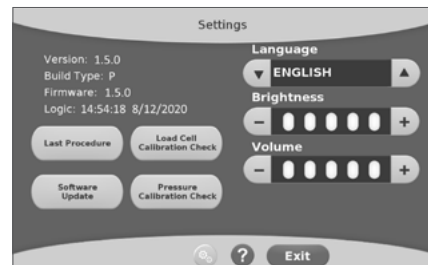 Settings
Version: 1.5.0
Build Type: P
Firmware: 1.5.0
Logic: 14:54:18 8/12/2020
Last Procedure
Load Cell
Calibration Check
Software
Update
Pressure
Calibration Check
Language
ENGLISH
Brightness
- +
Volume
- +
? Exit